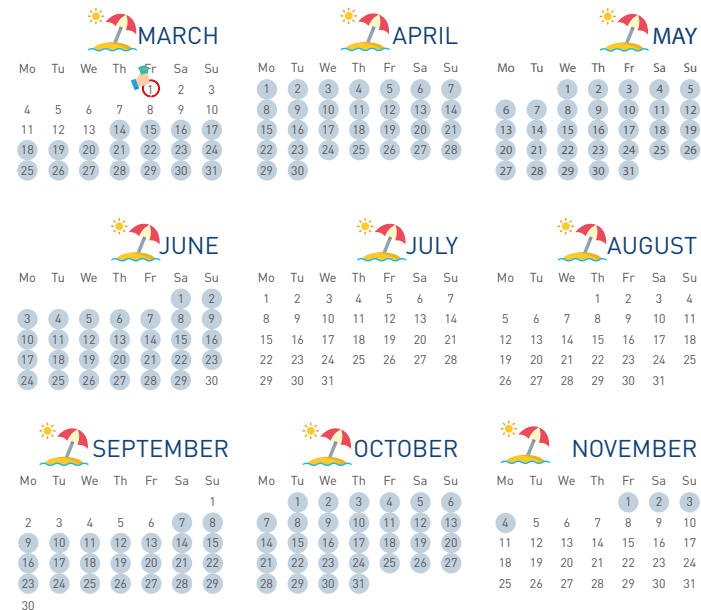 MARCH
Mo Tu We Th Fr Sa Su
1 2 3
4 5 6 7 8 9 10
11 12 13 14 15 16 17
18 19 20 21 22 23 24
25 26 27 28 29 30 31
APRIL
Mo Tu We Th Fr Sa Su
1 2 3 4 5 6 7
8 9 10 11 12 13 14
15 16 17 18 19 20 21
22 23 24 25 26 27 28
29 30
MAY
Mo Tu We Th Fr Sa Su
1 2 3 4 5
6 7 8 9 10 11 12
13 14 15 16 17 18 19
20 21 22 23 24 25 26
27 28 29 30 31
JUNE
Mo Tu We Th Fr Sa Su
1 2
3 4 5 6 7 8 9
10 11 12 13 14 15 16
17 18 19 20 21 22 23
24 25 26 27 28 29 30
JULY
Mo Tu We Th Fr Sa Su
1 2 3 4 5 6 7
8 9 10 11 12 13 14
15 16 17 18 19 20 21
22 23 24 25 26 27 28
29 30 31
AUGUST
Mo Tu We Th Fr Sa Su
1 2 3 4
5 6 7 8 9 10 11
12 13 14 15 16 17 18
19 20 21 22 23 24 25
26 27 28 29 30 31
SEPTEMBER
Mo Tu We Th Fr Sa Su
1
2 3 4 5 6 7 8
9 10 11 12 13 14 15
16 17 18 19 20 21 22
23 24 25 26 27 28 29
30
OCTOBER
Mo Tu We Th Fr Sa Su
1 2 3 4 5 6
7 8 9 10 11 12 13
14 15 16 17 18 19 20
21 22 23 24 25 26 27
28 29 30 31
NOVEMBER
Mo Tu We Th Fr Sa Su
1 2 3
4 5 6 7 8 9 10
11 12 13 14 15 16 17
18 19 20 21 22 23 24
25 26 27 28 29 30 31